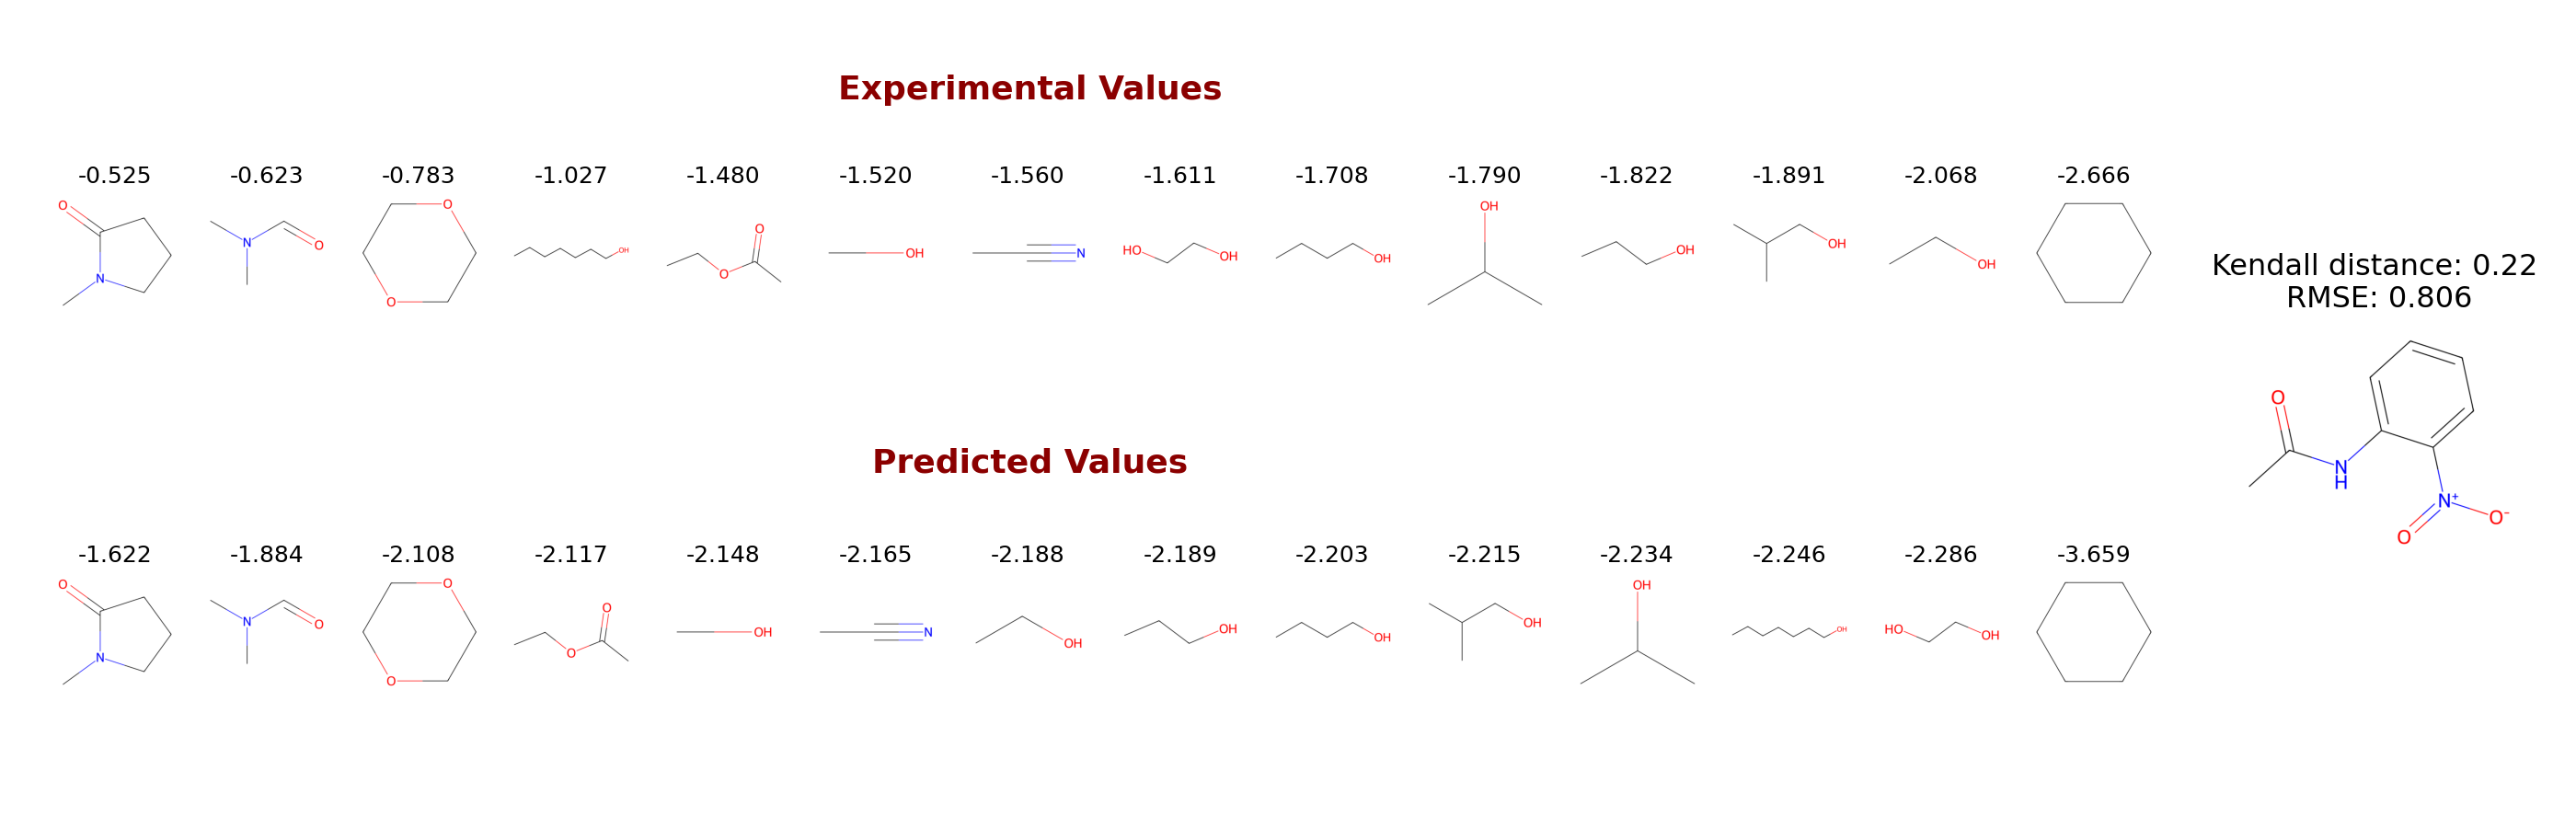 Experimental Values
-0.525 -0.623 -0.783 -1.027 -1.480 -1.520 -1.560 -1.611 -1.708 -1.790 -1.822 -1.891 -2.068 -2.666
O N N O O O OH O O OH N HO OH OH OH OH OH OH
Kendall distance: 0.22
RMSE: 0.806
O N H N+ O O-
Predicted Values
-1.622 -1.884 -2.108 -2.117 -2.148 -2.165 -2.188 -2.189 -2.203 -2.215 -2.234 -2.246 -2.286 -3.659
O N N O O O O O OH N OH OH OH OH OH OH HO OH